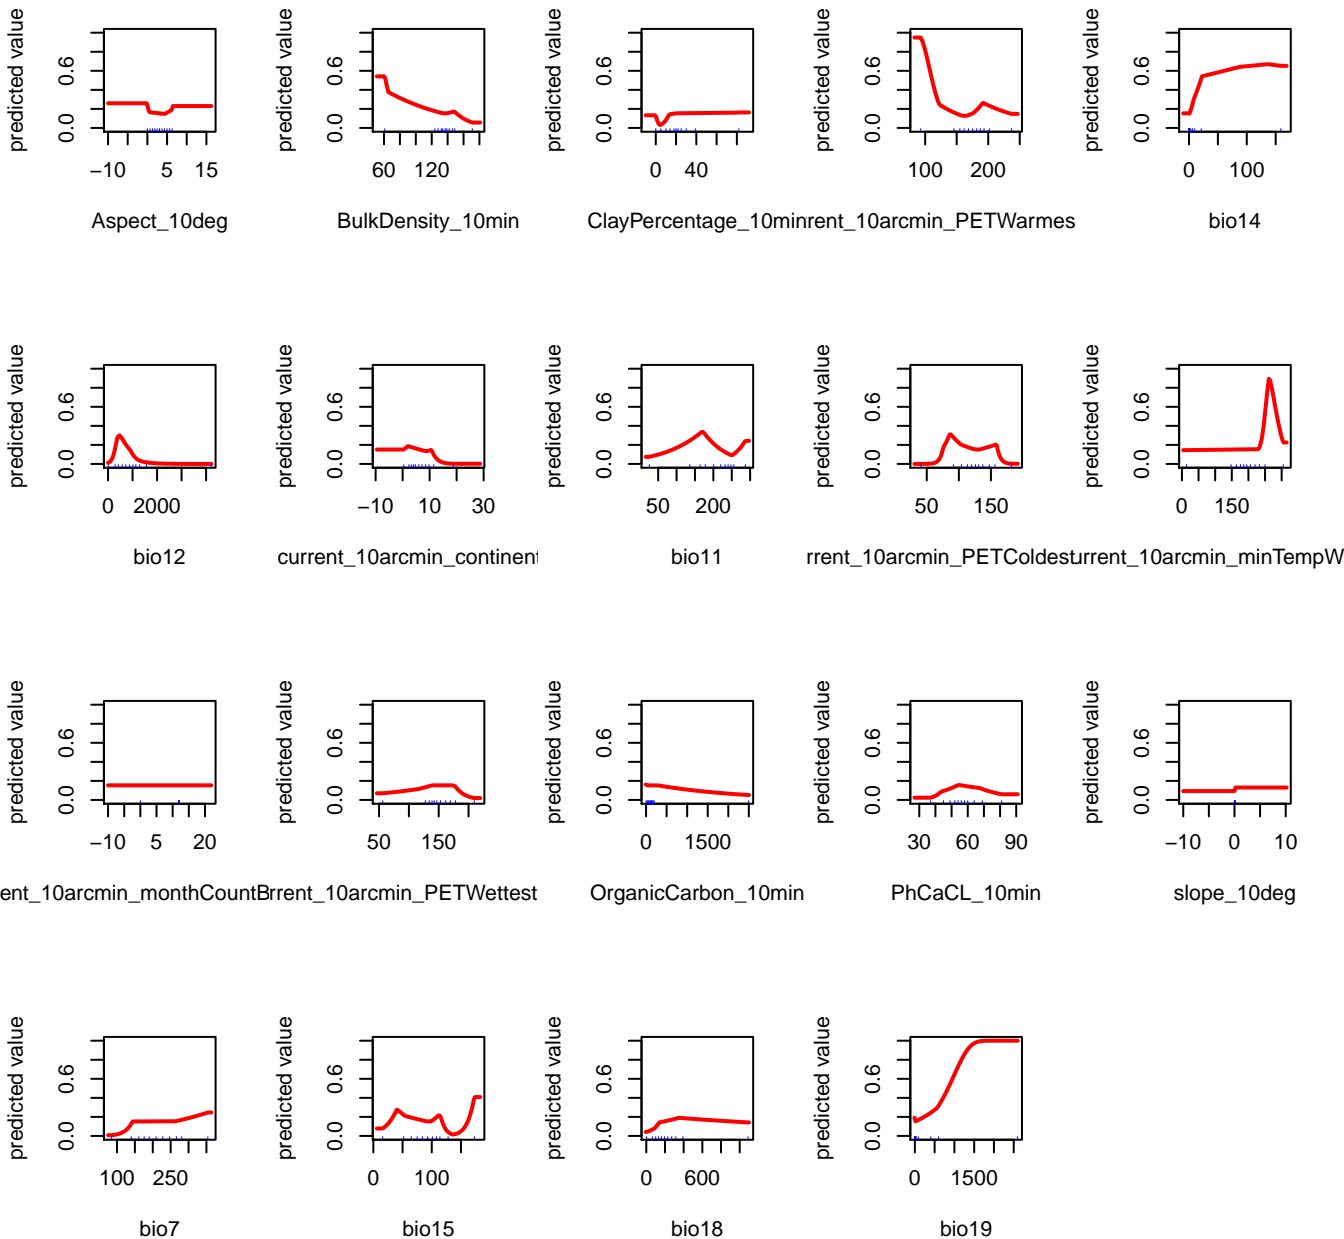 predicted value predicted value predicted value predicted value predicted value
0.6 0.6 0.6 0.6 0.6
0.0 0.0 0.0 0.0 0.0
−10 5 15 60 120 0 40 100 200 0 100
Aspect_10deg BulkDensity_10min ClayPercentage_10min rent_10arcmin_PETWarmes bio14
predicted value predicted value predicted value predicted value predicted value
0.6 0.6 0.6 0.6 0.6
0.0 0.0 0.0 0.0 0.0
0 2000 −10 10 30 50 200 50 150 0 150
bio12 current_10arcmin_continent bio11 rrent_10arcmin_PETColdest urrent_10arcmin_minTempW
predicted value predicted value predicted value predicted value predicted value
0.6 0.6 0.6 0.6 0.6
0.0 0.0 0.0 0.0 0.0
−10 5 20 50 150 0 1500 30 60 90 −10 0 10
ent_10arcmin_monthCountB rrent_10arcmin_PETWettest OrganicCarbon_10min PhCaCL_10min slope_10deg
predicted value predicted value predicted value predicted value
0.6 0.6 0.6 0.6
0.0 0.0 0.0 0.0
100 250 0 100 0 600 0 1500
bio7 bio15 bio18 bio19